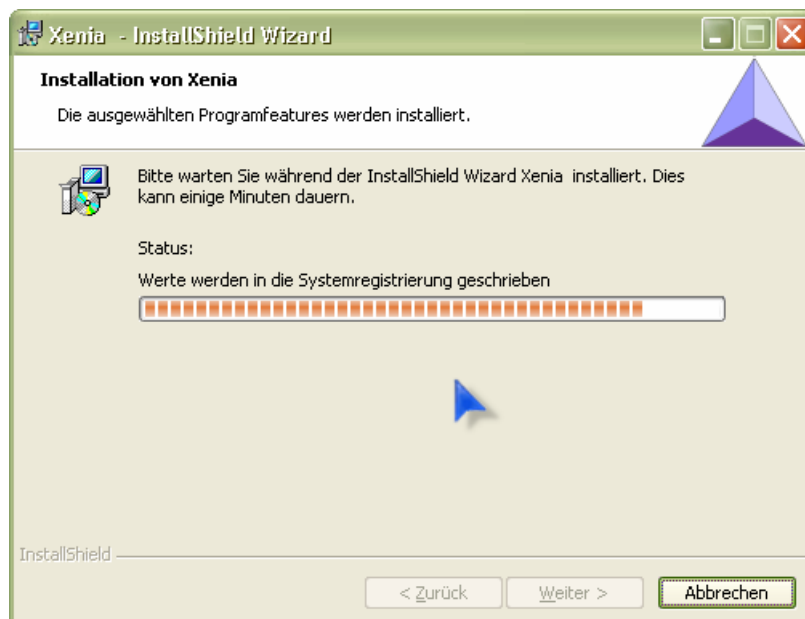 Xenia - InstallShield Wizard
Installation von Xenia
Die ausgewählten Programfeatures werden installiert.
Bitte warten Sie während der InstallShield Wizard Xenia installiert. Dies
kann einige Minuten dauern.
Status:
Werte werden in die Systemregistrierung geschrieben
InstallShield
< Zurück Weiter > Abbrechen